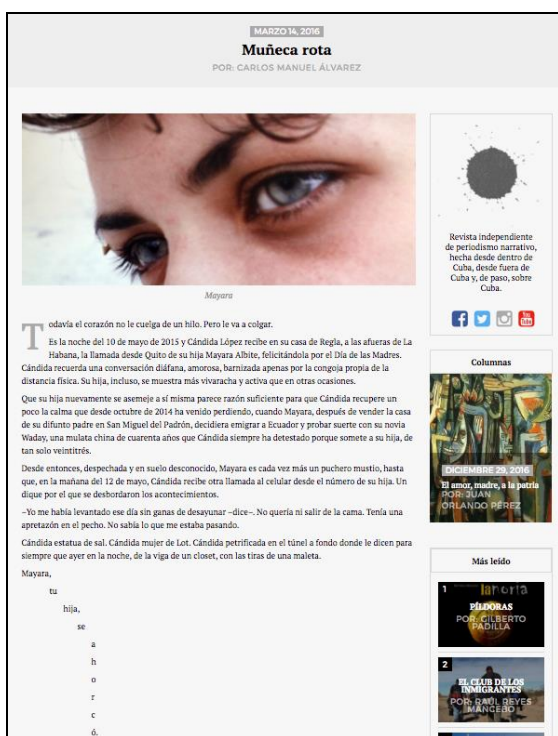 MARZO 14, 2016
Muñeca rota
POR: CARLOS MANUEL ÁLVAREZ
Mayara
Todavía el corazón no le cuelga de un hilo. Pero le va a colgar.
Es la noche del 10 de mayo de 2015 y Cándida López recibe en su casa de Regla, a las afueras de La
Habana, la llamada desde Quito de su hija Mayara Albite, felicitándola por el Día de las Madres.
Cándida recuerda una conversación diáfana, amorosa, barnizada apenas por la congoja propia de la
distancia física. Su hija, incluso, se muestra más vivaracha y activa que en otras ocasiones.
Que su hija nuevamente se asemeje a sí misma parece razón suficiente para que Cándida recupere un
poco la calma que desde octubre de 2014 ha venido perdiendo, cuando Mayara, después de vender la casa
de su difunto padre en San Miguel del Padrón, decidiera emigrar a Ecuador y probar suerte con su novia
Waday, una mulata china de cuarenta años que Cándida siempre ha detestado porque somete a su hija, de
tan solo veintitrés.
Desde entonces, despechada y en suelo desconocido, Mayara es cada vez más un puchero mustio, hasta
que, en la mañana del 12 de mayo, Cándida recibe otra llamada al celular desde el número de su hija. Un
dique por el que se desbordaron los acontecimientos.
–Yo me había levantado ese día sin ganas de desayunar –dice–. No quería ni salir de la cama. Tenía una
apretazón en el pecho. No sabía lo que me estaba pasando.
Cándida estatua de sal. Cándida mujer de Lot. Cándida petrificada en el túnel a fondo donde le dicen para
siempre que ayer en la noche, de la viga de un closet, con las tiras de una maleta.
Mayara,
tu
hija,
se
a
h
o
r
c
ó.
Revista independiente
de periodismo narrativo,
hecha desde dentro de
Cuba, desde fuera de
Cuba y, de paso, sobre
Cuba.
You
Tube
Columnas
DICIEMBRE 29, 2016
El amor, madre, a la patria
POR: JUAN
ORLANDO PÉREZ
Más leído
1
lanoria
PÍLDORAS
POR: GILBERTO
PADILLA
2
EL CLUB DE LOS
INMIGRANTES
POR: RAÚL REYES
MANCEBO